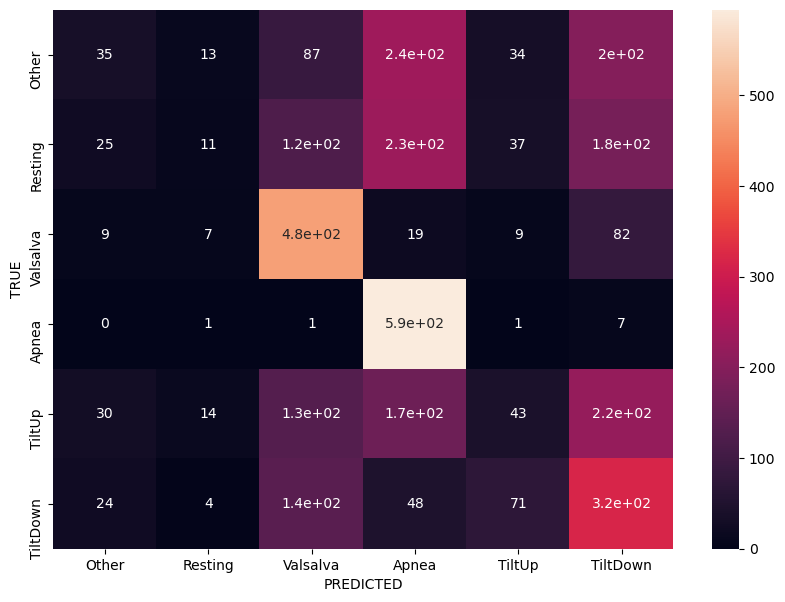 TRUE
Other 35 13 87 2.4e+02 34 2e+02
Resting 25 11 1.2e+02 2.3e+02 37 1.8e+02
Valsalva 9 7 4.8e+02 19 9 82
Apnea 0 1 1 5.9e+02 1 7
TiltUp 30 14 1.3e+02 1.7e+02 43 2.2e+02
TiltDown 24 4 1.4e+02 48 71 3.2e+02
Other Resting Valsalva Apnea TiltUp TiltDown
PREDICTED
500
400
300
200
100
0